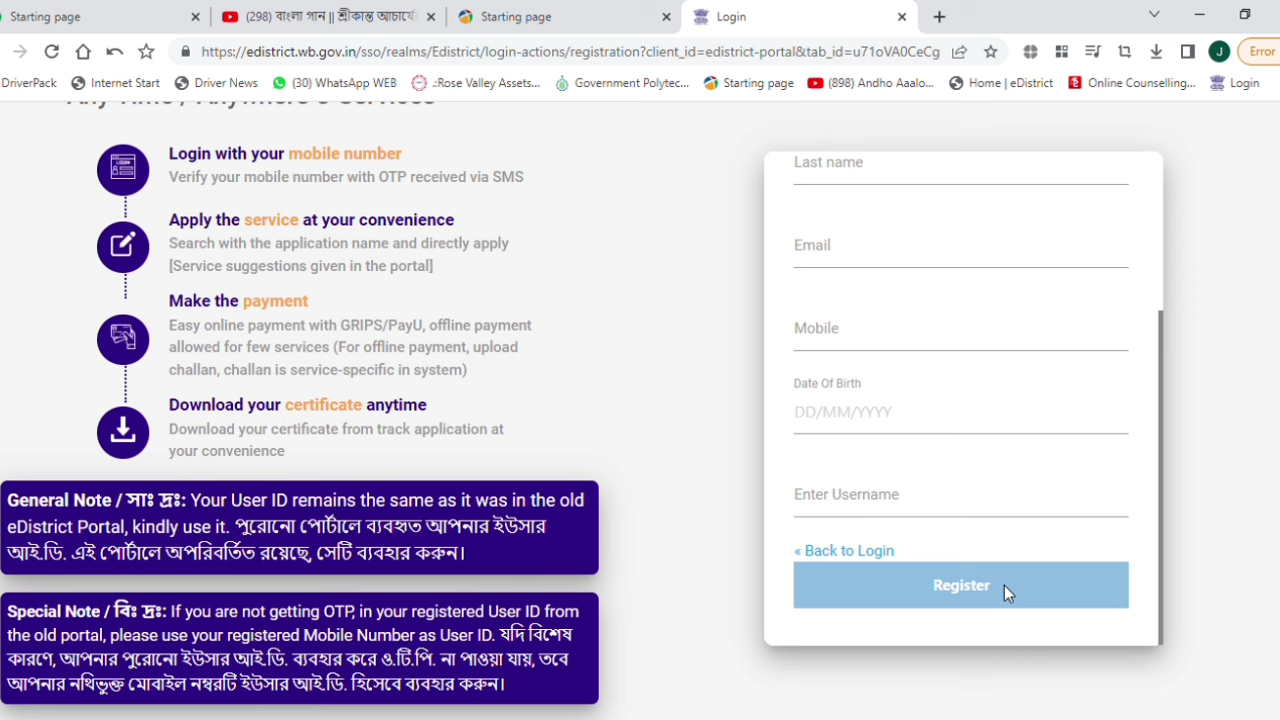 Starting page
(298) বাংলা গান || শ্রীকান্ত আচার্যে
Starting page
Login
https://edistrict.wb.gov.in/sso/realms/Edistrict/login-actions/registration?client_id=edistrict-portal&tab_id=u71oVA0CeCg
J
Error
DriverPack
Internet Start
Driver News
(30) WhatsApp WEB
.:Rose Valley Assets...
Government Polytec...
Starting page
(898) Andho Aaalo...
Home | eDistrict
Online Counselling...
Login
Any Time / Anywhere e-Services
Login with your mobile number
Verify your mobile number with OTP received via SMS
Apply the service at your convenience
Search with the application name and directly apply
[Service suggestions given in the portal]
Make the payment
Easy online payment with GRIPS/PayU, offline payment
allowed for few services (For offline payment, upload
challan, challan is service-specific in system)
Download your certificate anytime
Download your certificate from track application at
your convenience
General Note / সাঃ দ্রঃ: Your User ID remains the same as it was in the old
eDistrict Portal, kindly use it. পুরোনো পোর্টালে ব্যবহৃত আপনার ইউসার
আই.ডি. এই পোর্টালে অপরিবর্তিত রয়েছে, সেটি ব্যবহার করুন।
Special Note / বিঃ দ্রঃ: If you are not getting OTP, in your registered User ID from
the old portal, please use your registered Mobile Number as User ID. যদি বিশেষ
কারণে, আপনার পুরোনো ইউসার আই.ডি. ব্যবহার করে ও.টি.পি. না পাওয়া যায়, তবে
আপনার নথিভুক্ত মোবাইল নম্বরটি ইউসার আই.ডি. হিসেবে ব্যবহার করুন।
Last name
Email
Mobile
Date Of Birth
DD/MM/YYYY
Enter Username
« Back to Login
Register